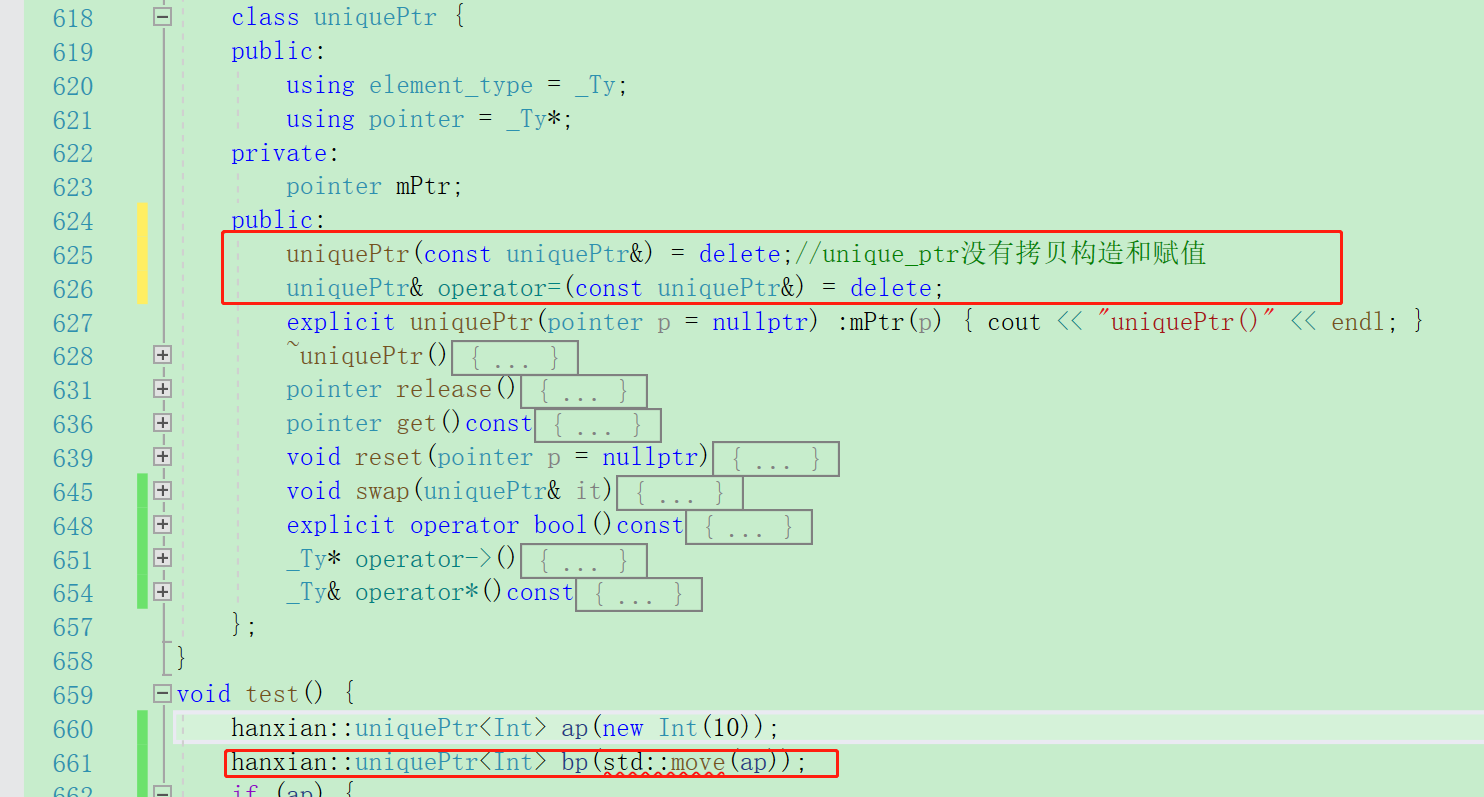 618 class uniquePtr {
619 public:
620 using element_type = _Ty;
621 using pointer = _Ty*;
622 private:
623 pointer mPtr;
624 public:
625 uniquePtr(const uniquePtr&) = delete;//unique_ptr没有拷贝构造和赋值
626 uniquePtr& operator=(const uniquePtr&) = delete;
627 explicit uniquePtr(pointer p = nullptr) :mPtr(p) { cout << "uniquePtr()" << endl; }
628 ~uniquePtr(){ ... }
631 pointer release(){ ... }
636 pointer get()const{ ... }
639 void reset(pointer p = nullptr){ ... }
645 void swap(uniquePtr& it){ ... }
648 explicit operator bool()const{ ... }
651 _Ty* operator->(){ ... }
654 _Ty& operator*()const{ ... }
657 };
658 }
659 void test() {
660 hanxian::uniquePtr<Int> ap(new Int(10));
661 hanxian::uniquePtr<Int> bp(std::move(ap));
662 if (ap) {